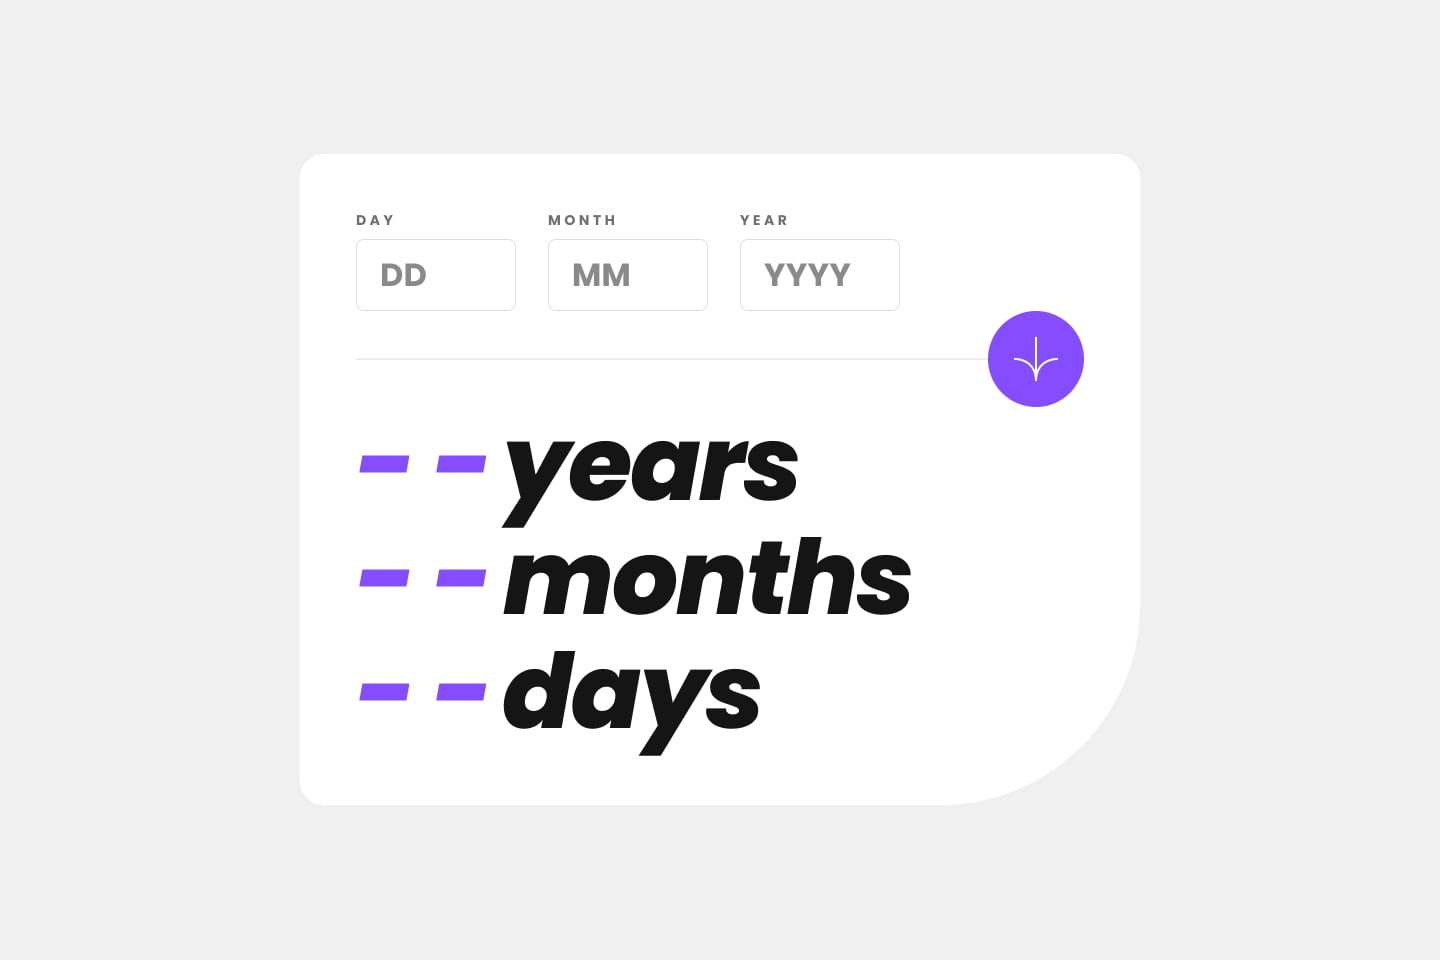 DAY MONTH YEAR
DD MM YYYY
- - years
- - months
- - days